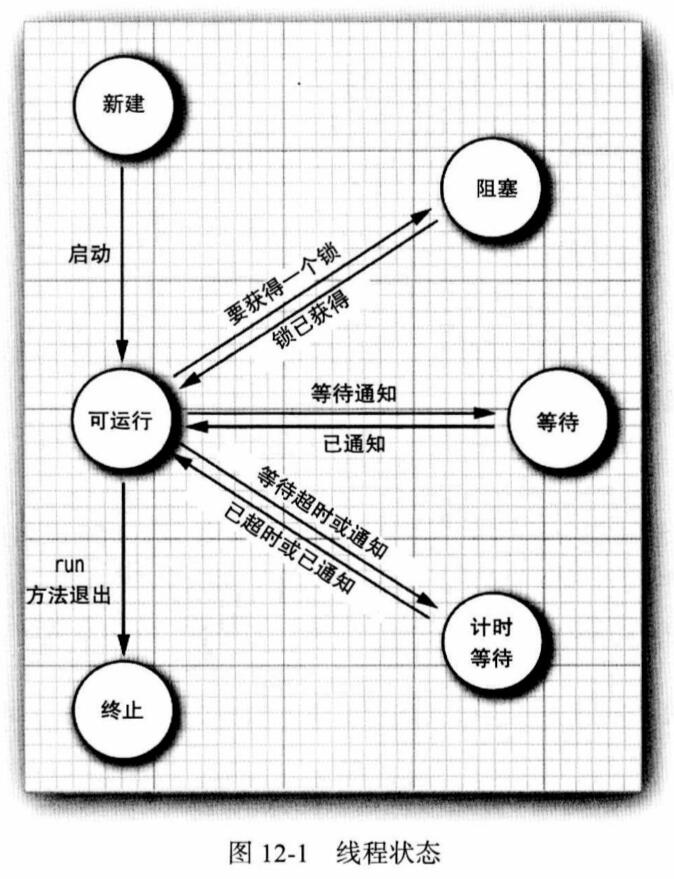 新建
阻塞
启动
要获得一个锁
锁已获得
可运行
等待通知
已通知
等待
等待超时或通知
已超时或已通知
run
方法退出
计时
等待
终止
图 12-1 线程状态